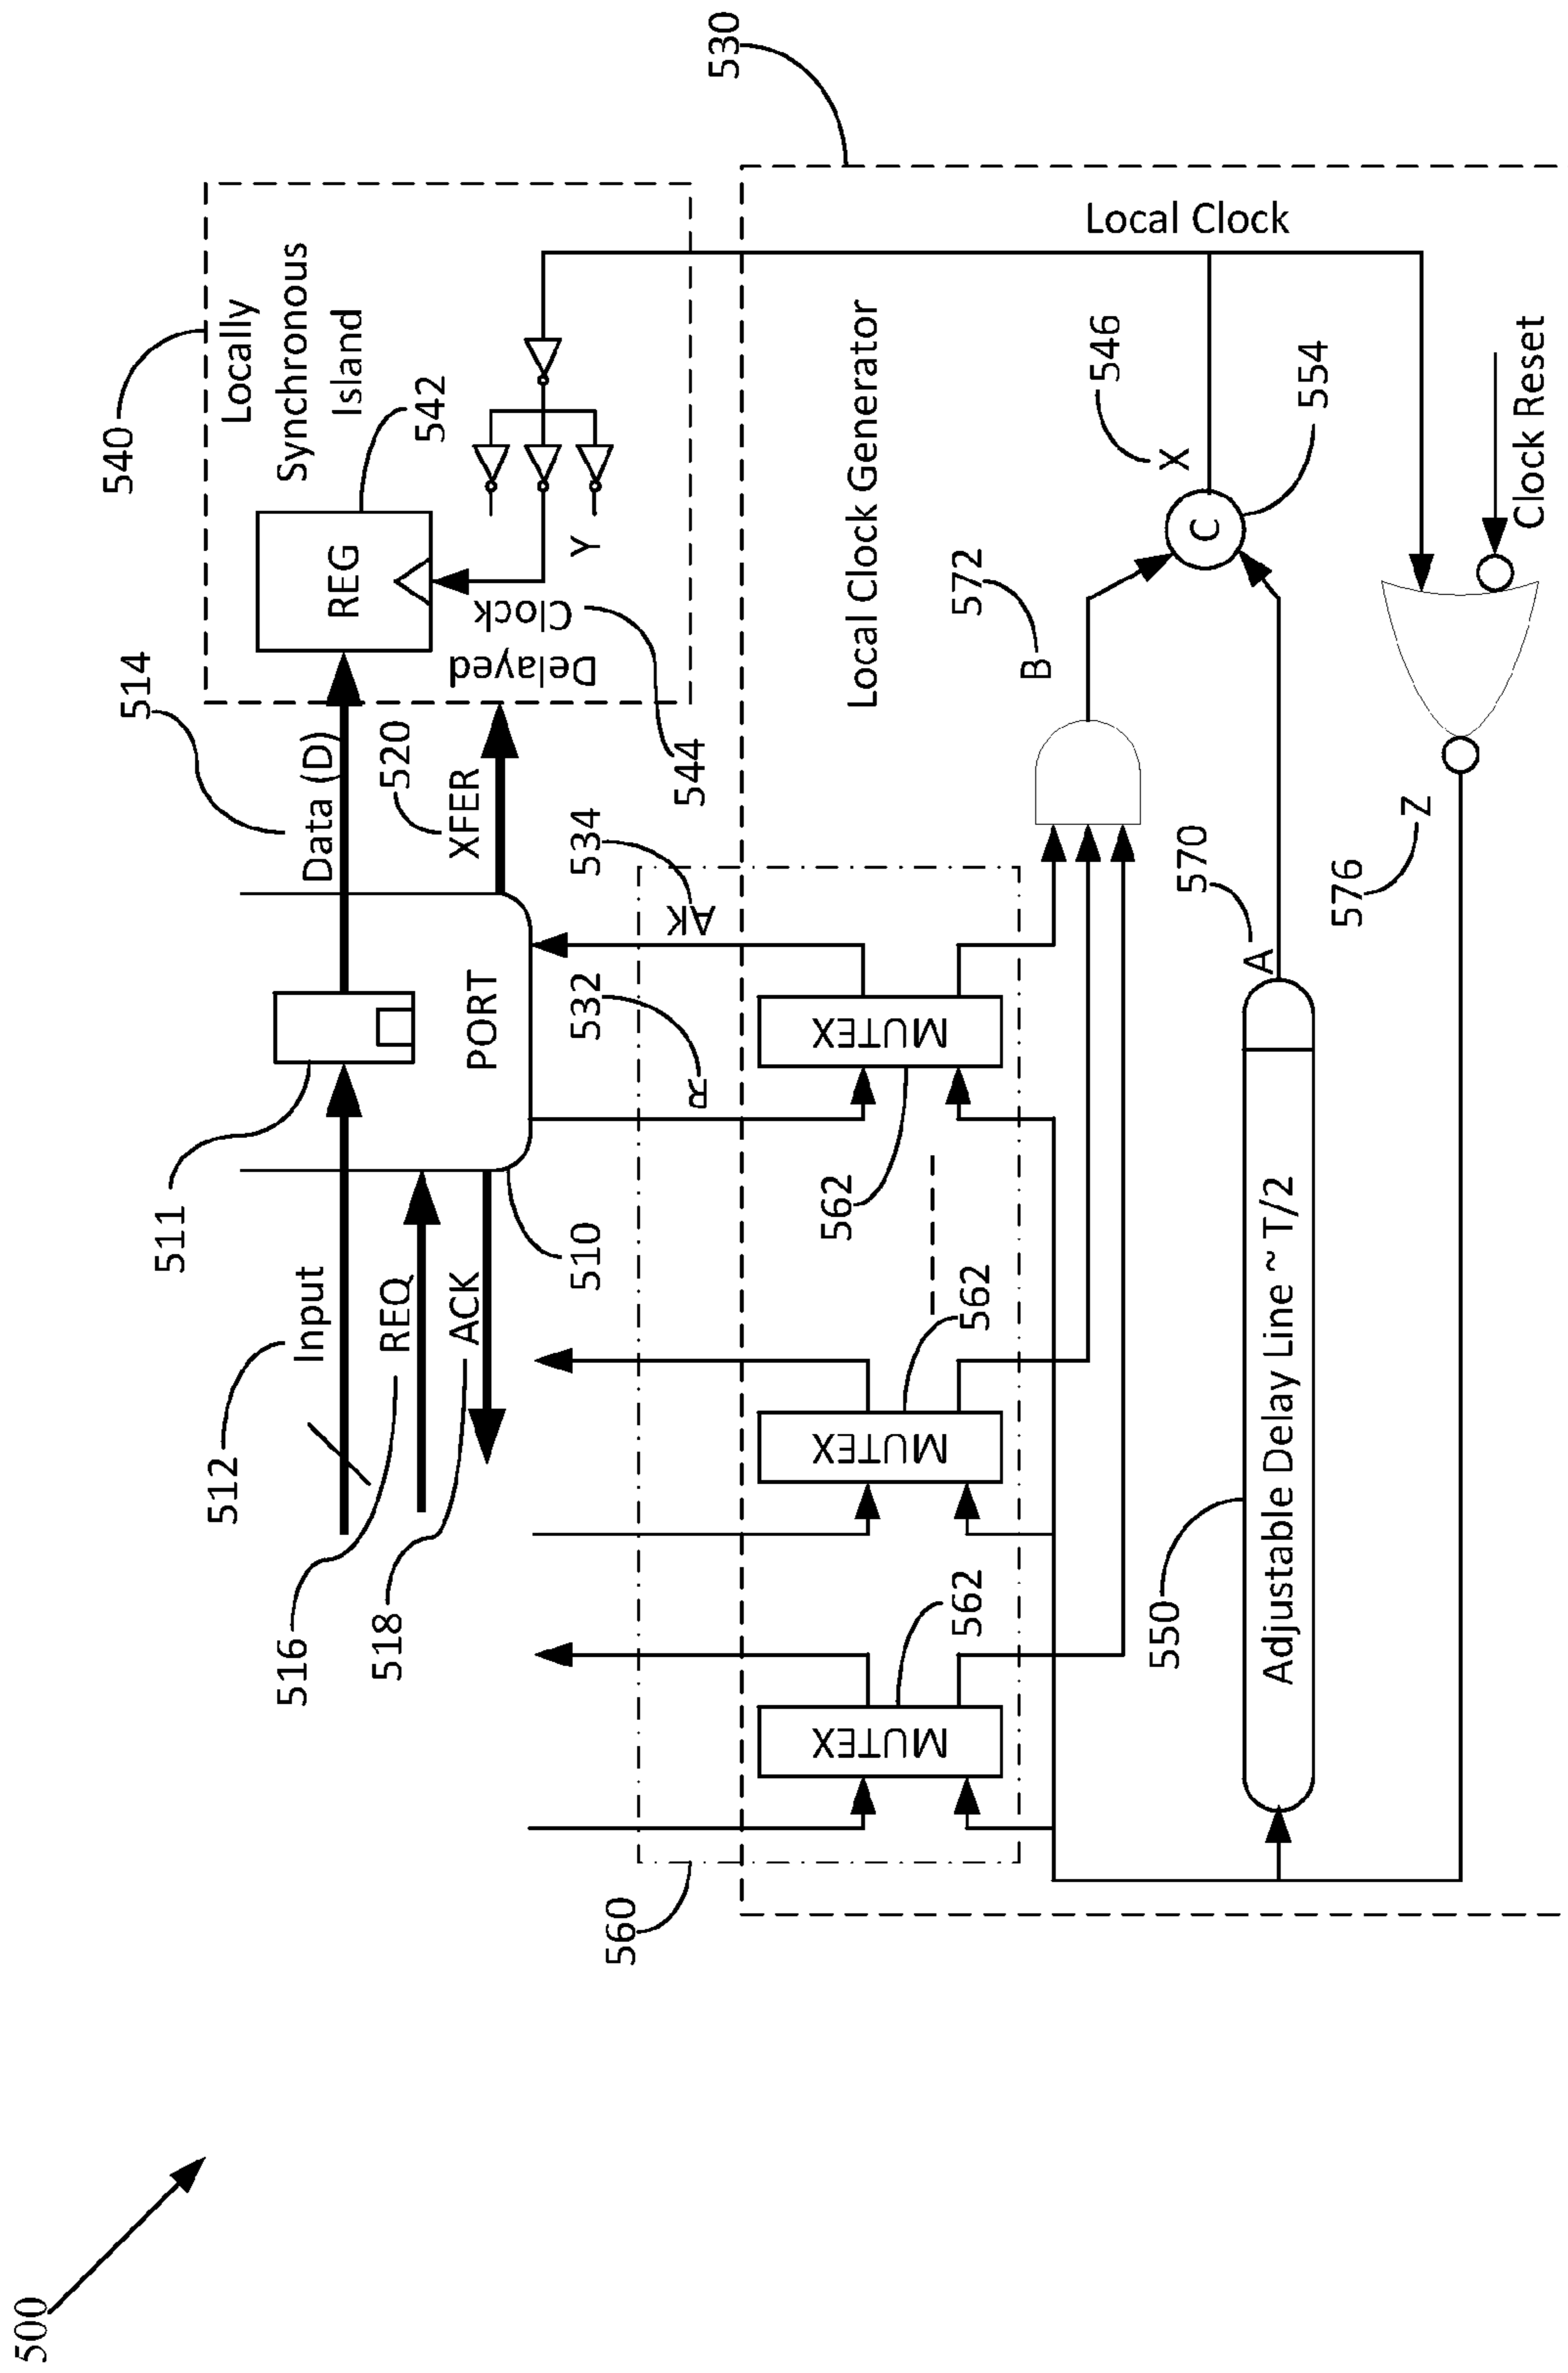 500
540
Locally
Synchronous
Island
514
Data (D)
REG
542
Y
Delayed
Clock
544
520
XFER
511
PORT
512
Input
516
REQ
518
ACK
510
534
AK
532
R
530
560
MUTEX
562
MUTEX
562
MUTEX
562
Local Clock Generator
Local Clock
572
B
X
546
C
554
550
Adjustable Delay Line ~ T/2
570
A
576
Z
Clock Reset